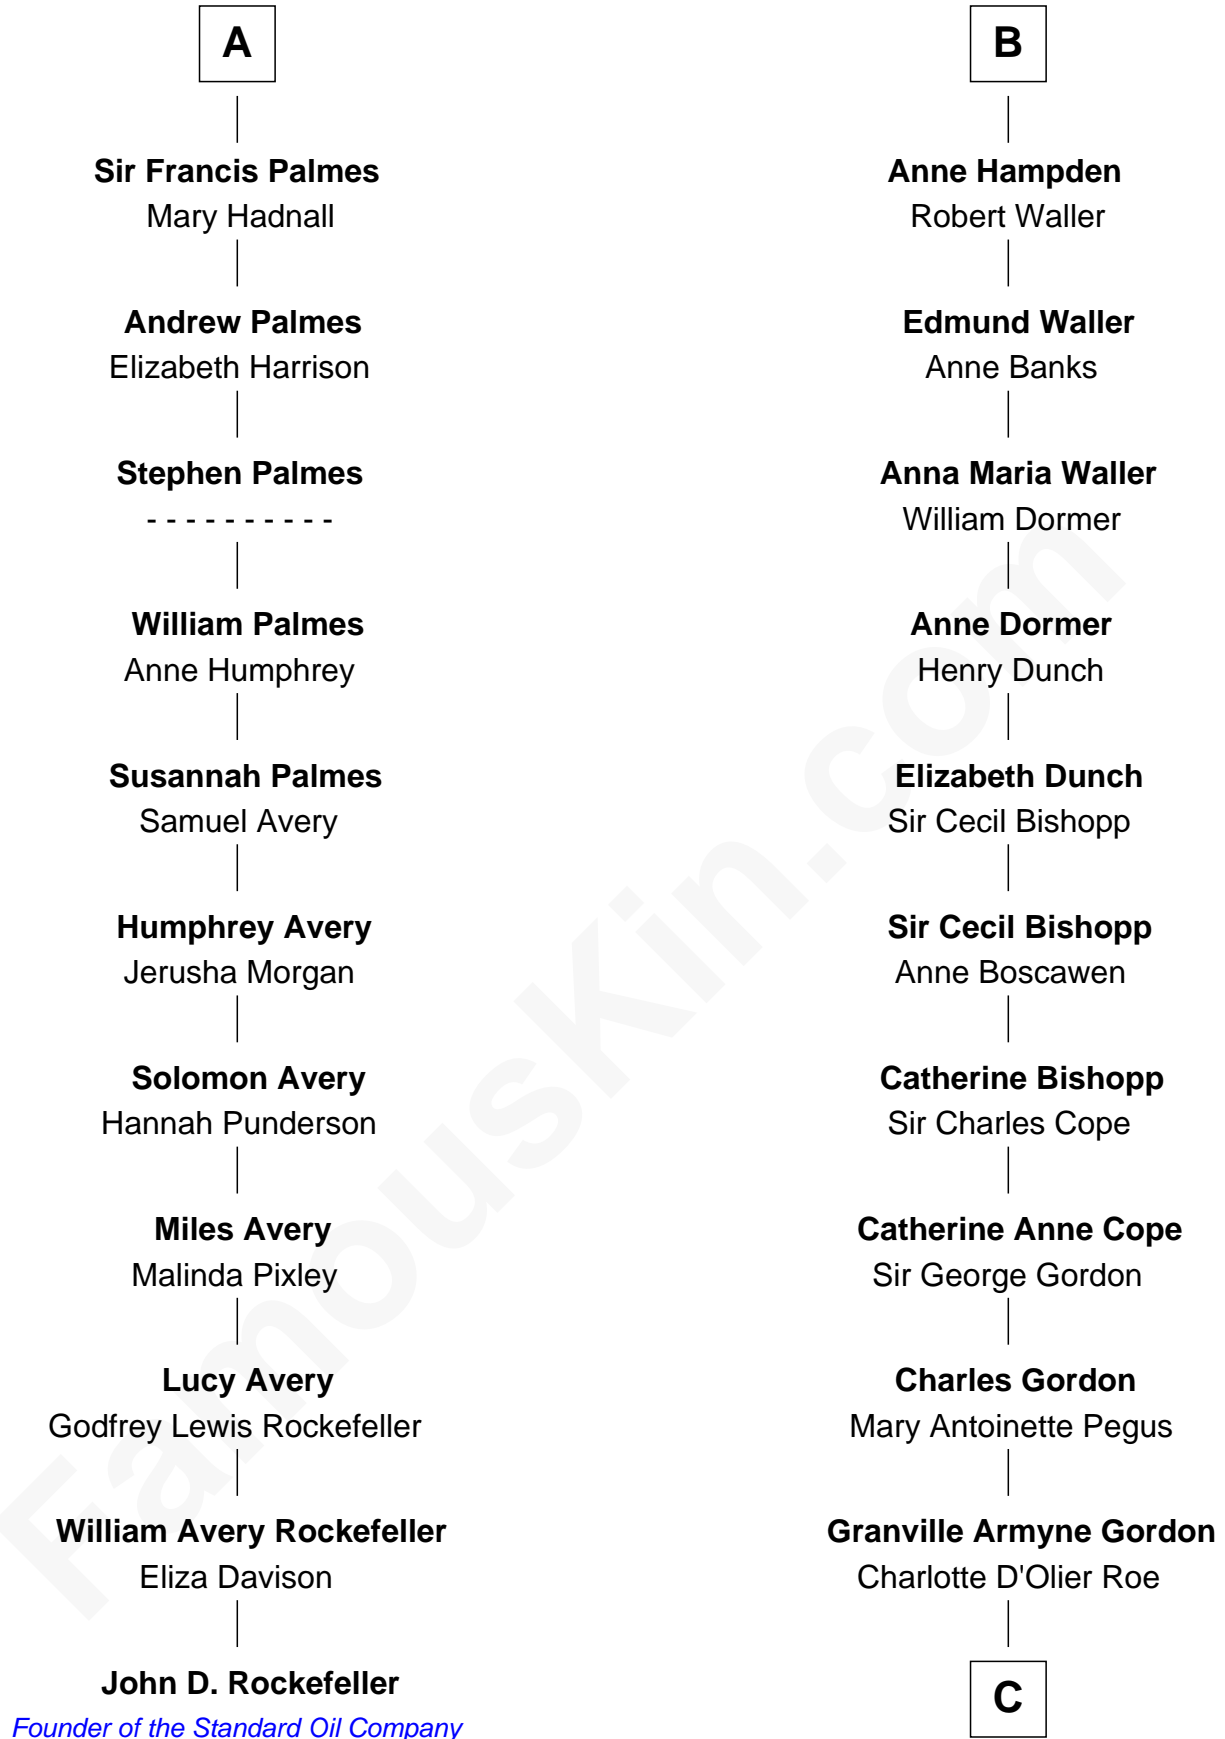 A
Sir Francis Palmes
Mary Hadnall
Andrew Palmes
Elizabeth Harrison
Stephen Palmes
- - - - - - - - - -
William Palmes
Anne Humphrey
Susannah Palmes
Samuel Avery
Humphrey Avery
Jerusha Morgan
Solomon Avery
Hannah Punderson
Miles Avery
Malinda Pixley
Lucy Avery
Godfrey Lewis Rockefeller
William Avery Rockefeller
Eliza Davison
John D. Rockefeller
Founder of the Standard Oil Company
B
Anne Hampden
Robert Waller
Edmund Waller
Anne Banks
Anna Maria Waller
William Dormer
Anne Dormer
Henry Dunch
Elizabeth Dunch
Sir Cecil Bishopp
Sir Cecil Bishopp
Anne Boscawen
Catherine Bishopp
Sir Charles Cope
Catherine Anne Cope
Sir George Gordon
Charles Gordon
Mary Antoinette Pegus
Granville Armyne Gordon
Charlotte D'Olier Roe
C
FamousKin.com